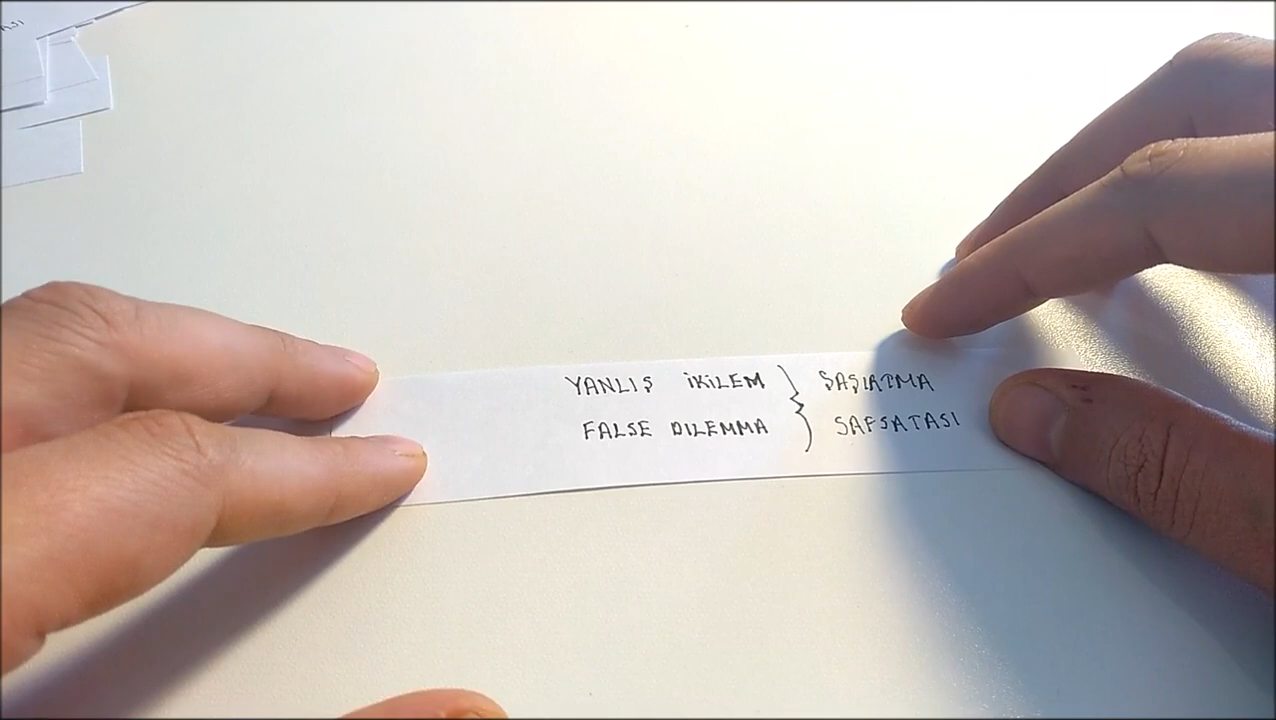 YANLIŞ İKİLEM } ŞAŞIRTMA
FALSE DILEMMA } SAFSATASI